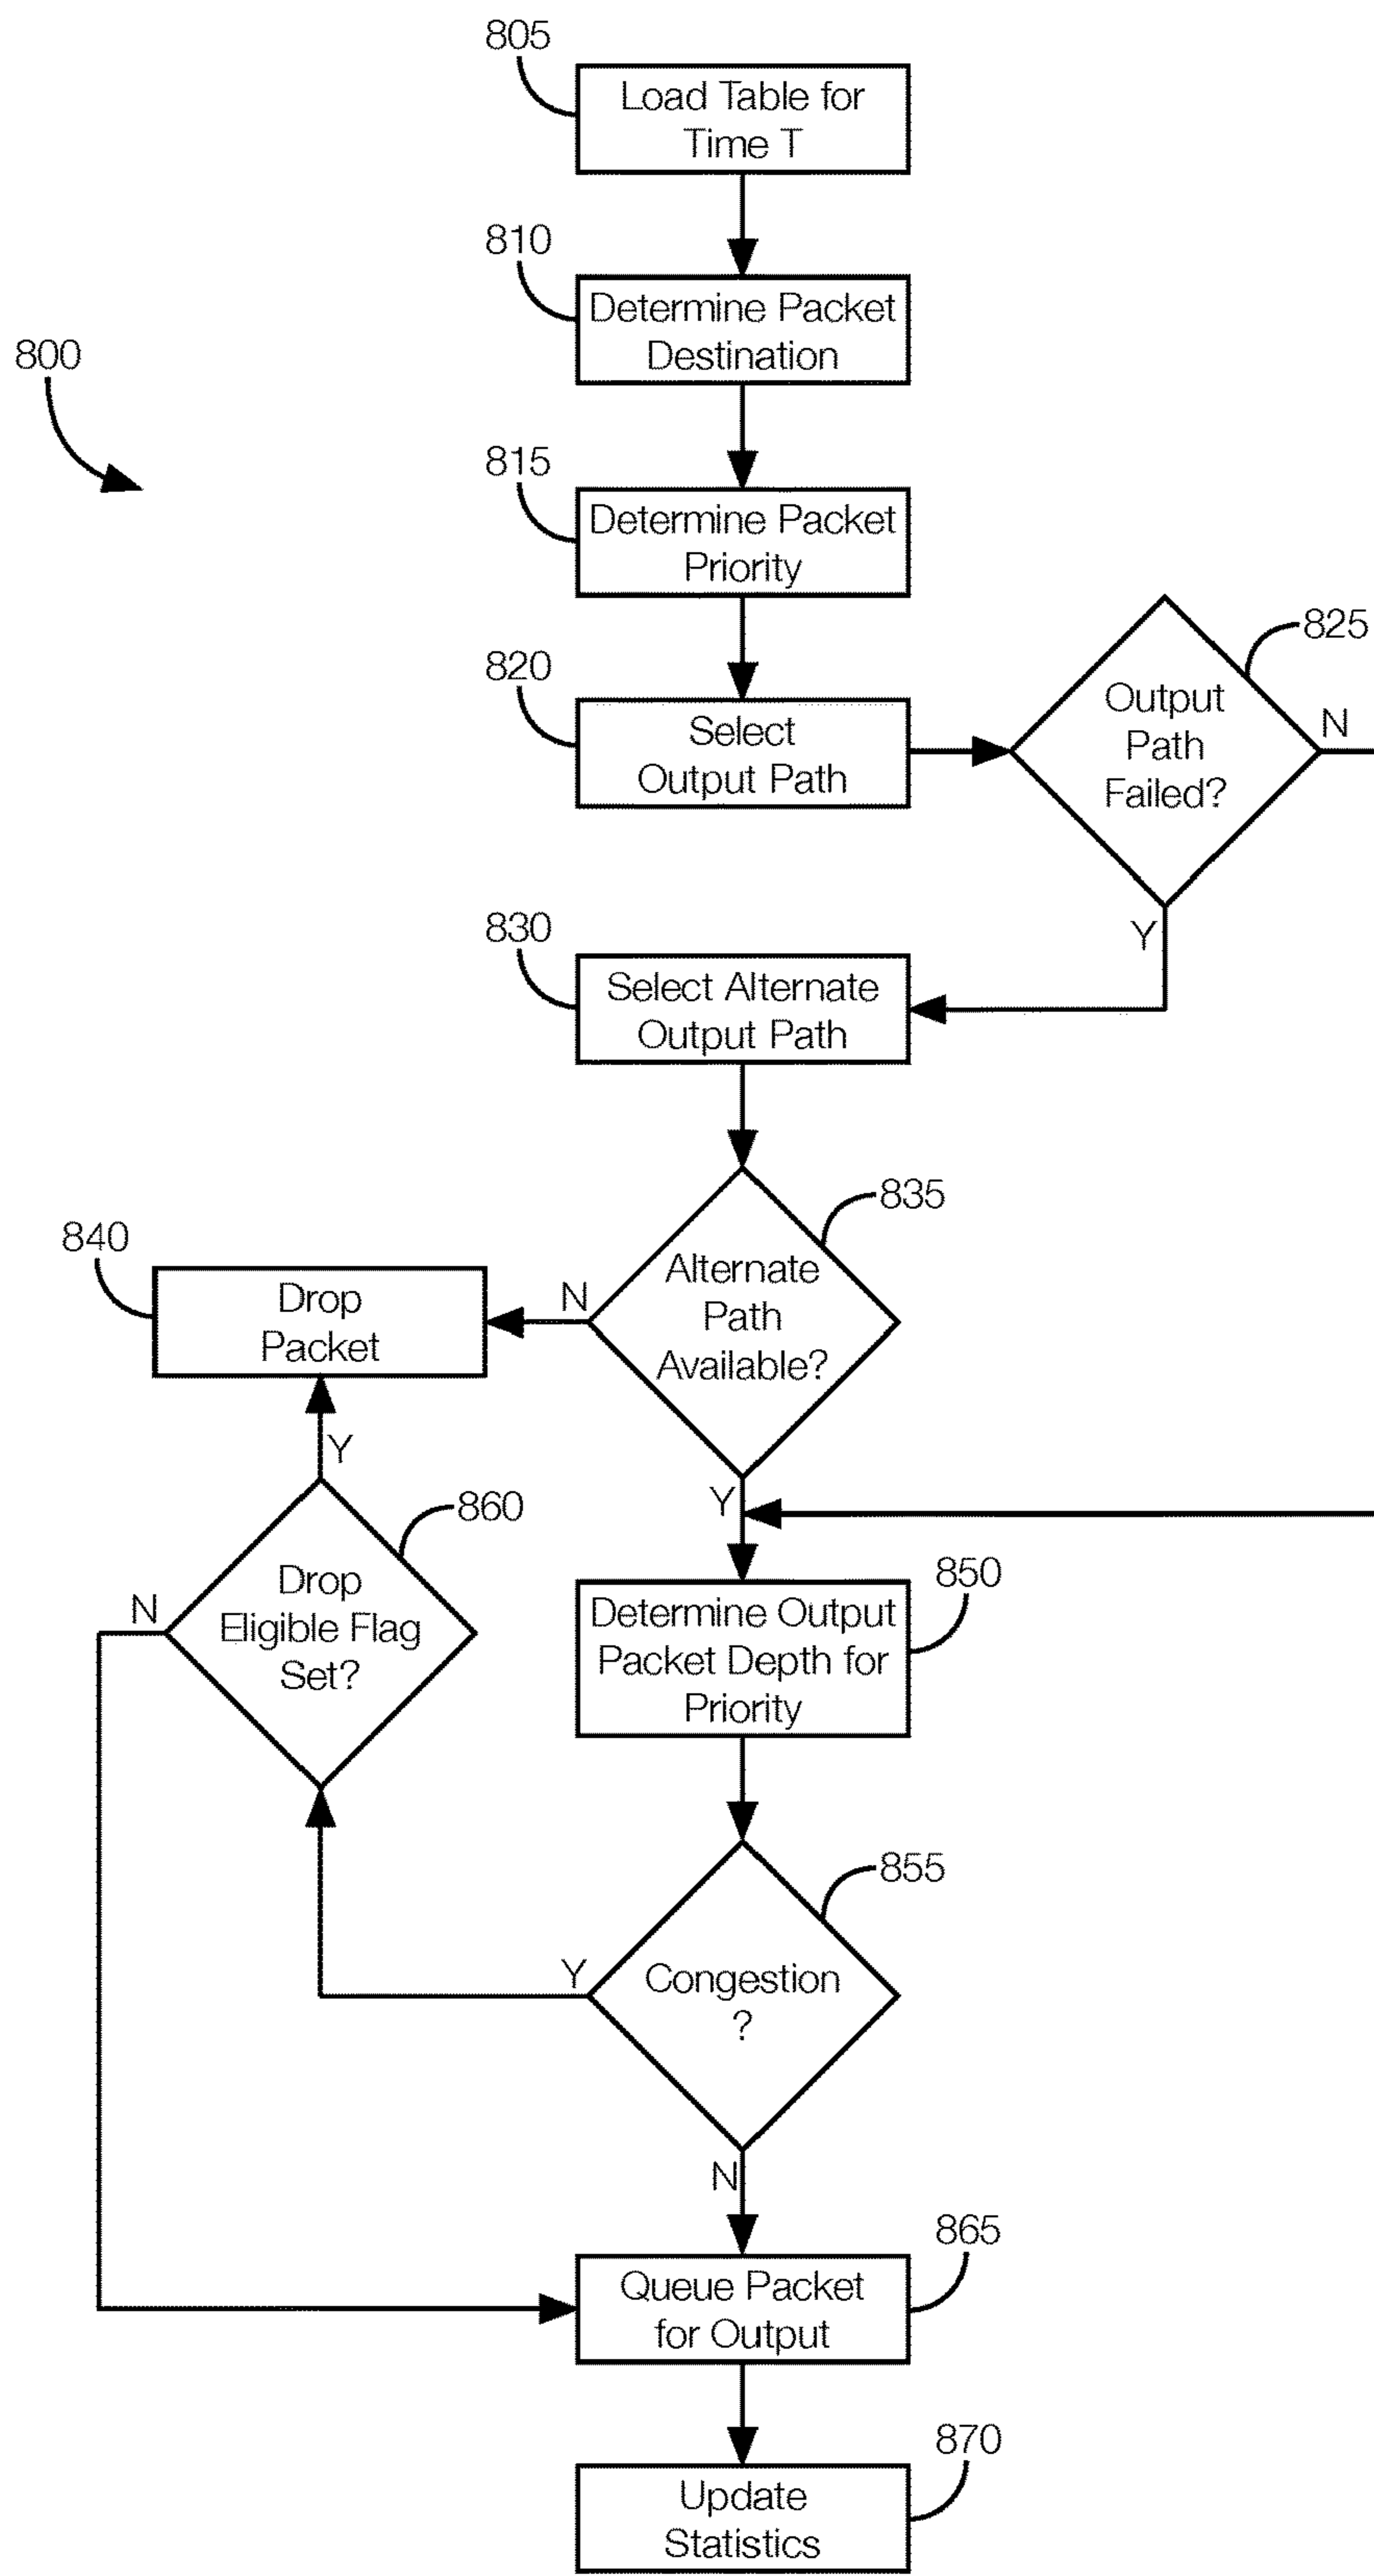 805
Load Table for
Time T
810
Determine Packet
Destination
800
815
Determine Packet
Priority
820
Select
Output Path
825
Output
Path
Failed?
N
Y
830
Select Alternate
Output Path
835
Alternate
Path
Available?
N
840
Drop
Packet
Y
Y
860
Drop
Eligible Flag
Set?
N
850
Determine Output
Packet Depth for
Priority
855
Congestion
?
Y
N
865
Queue Packet
for Output
870
Update
Statistics